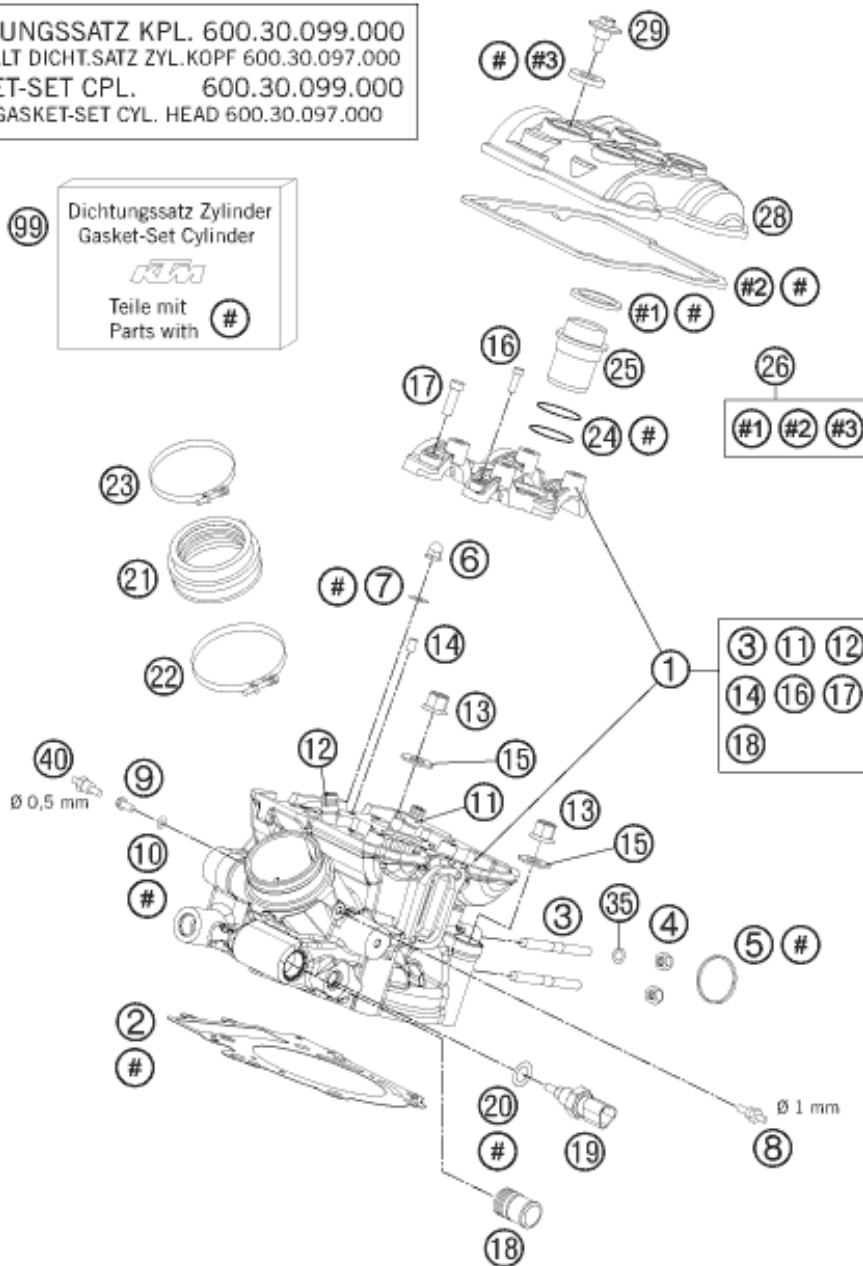 UNGSSATZ KPL. 600.30.099.000
LT DICHT.SATZ ZYL.KOPF 600.30.097.000
ET-SET CPL. 600.30.099.000
GASKET-SET CYL. HEAD 600.30.097.000
29
# #3
99
Dichtungssatz Zylinder
Gasket-Set Cylinder
KTM
Teile mit
Parts with #
28
#2 #
#1 #
16
25
17
26
#1 #2 #3
24 #
23
21
6
# 7
14
22
1
3 11 12
14 16 17
18
13
12
15
40
9
11
13
Ø 0,5 mm
10
#
15
3
35
4
5 #
2
#
20
#
19
Ø 1 mm
8
18